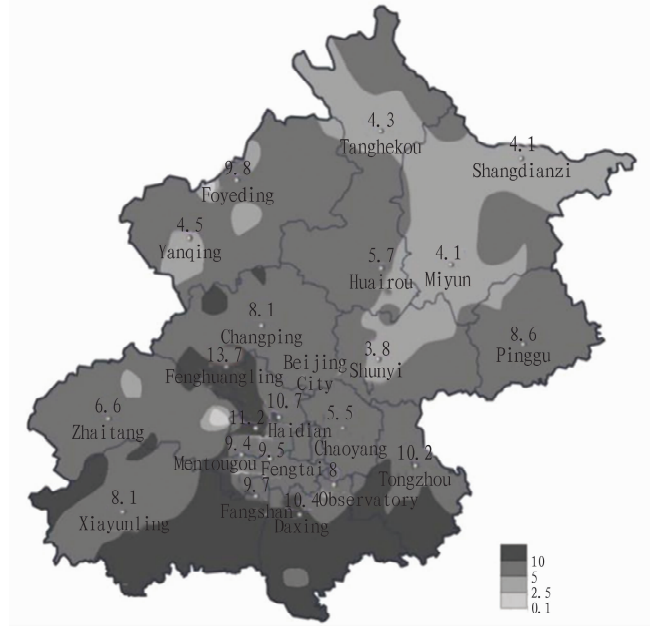 4.3
Tanghekou
4.1
Shangdianzi
9.8
Foyeding
4.5
Yanqing
5.7
Huairou
4.1
Miyun
8.1
Changping
13.7
Fenghuangling
Beijing
City
3.8
Shunyi
8.6
Pinggu
6.6
Zhaitang
11.2
10.7
Haidian
5.5
Chaoyang
9.4
Mentougou
9.5
Fengtai
8
Observatory
10.2
Tongzhou
9.7
Fangshan
10.4
Daxing
8.1
Xiayunling
10
5
2.5
0.1